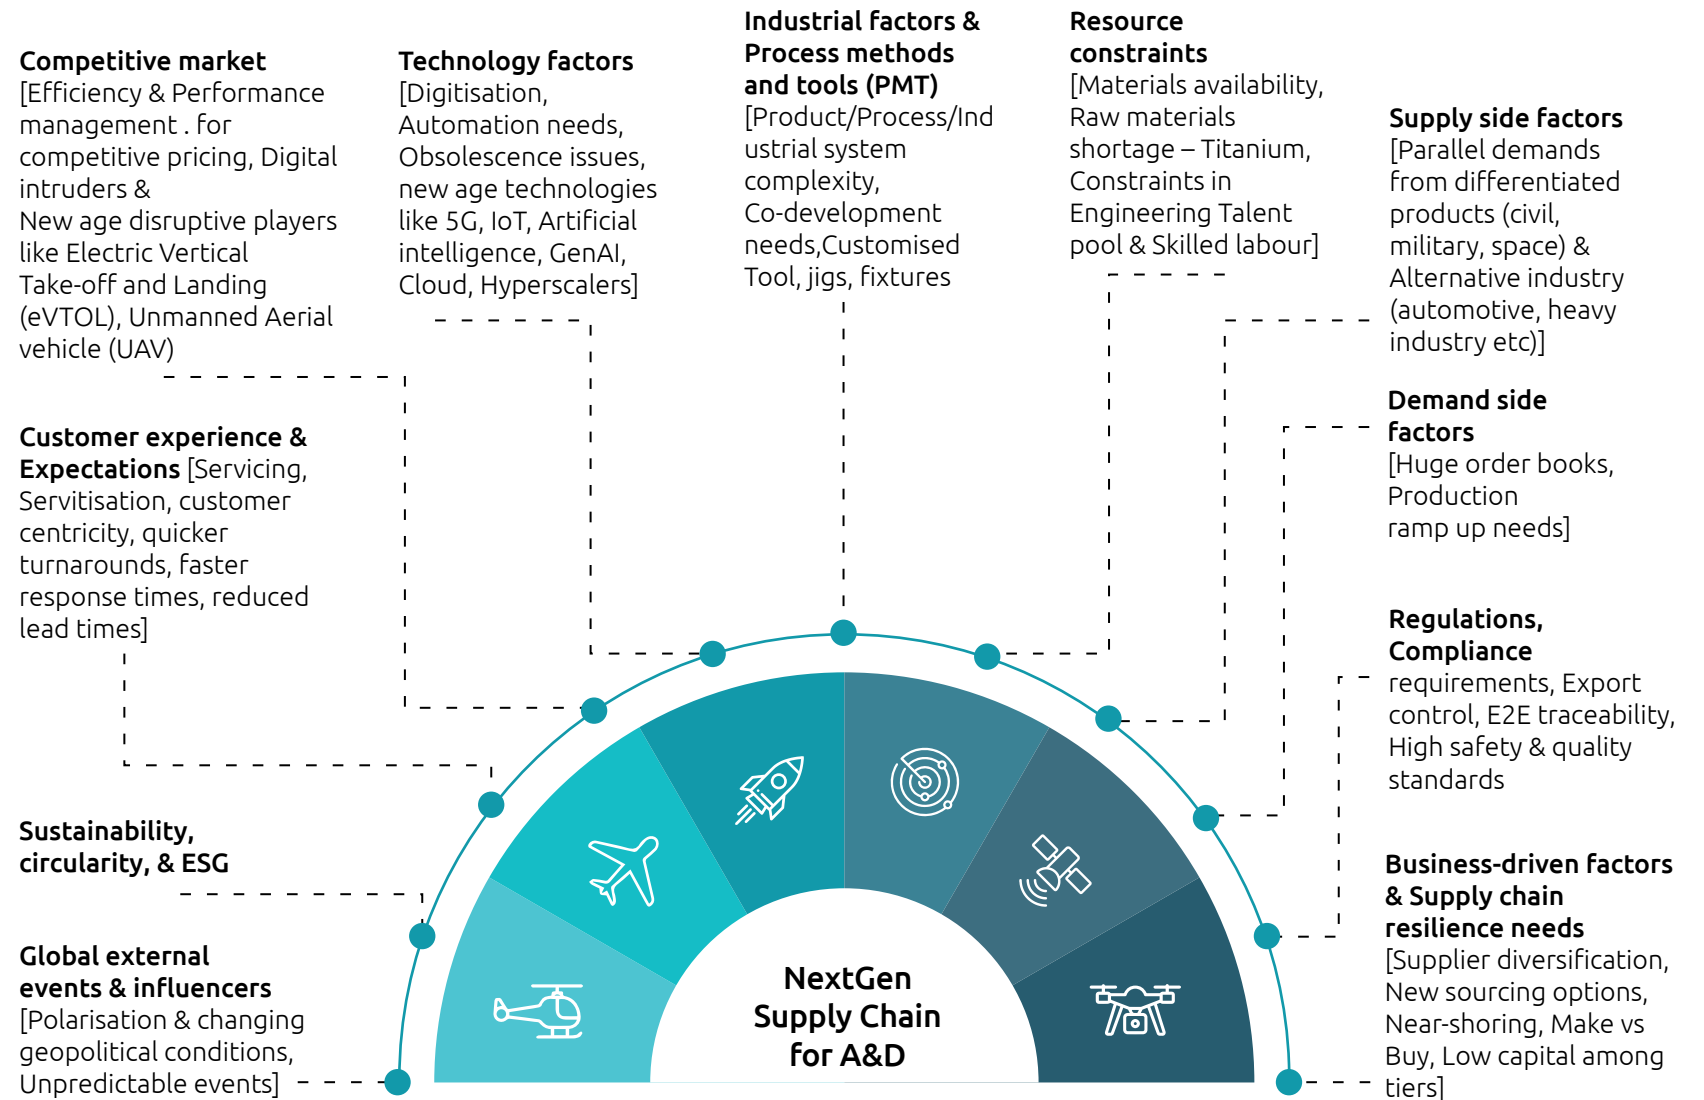 Competitive market
[Efficiency & Performance
management . for
competitive pricing, Digital
intruders &
New age disruptive players
like Electric Vertical
Take-off and Landing
(eVTOL), Unmanned Aerial
vehicle (UAV)
Technology factors
[Digitisation,
Automation needs,
Obsolescence issues,
new age technologies
like 5G, IoT, Artificial
intelligence, GenAI,
Cloud, Hyperscalers]
Industrial factors &
Process methods
and tools (PMT)
[Product/Process/Ind
ustrial system
complexity,
Co-development
needs,Customised
Tool, jigs, fixtures
Resource
constraints
[Materials availability,
Raw materials
shortage – Titanium,
Constraints in
Engineering Talent
pool & Skilled labour]
Supply side factors
[Parallel demands
from differentiated
products (civil,
military, space) &
Alternative industry
(automotive, heavy
industry etc)]
Demand side
factors
[Huge order books,
Production
ramp up needs]
Customer experience &
Expectations [Servicing,
Servitisation, customer
centricity, quicker
turnarounds, faster
response times, reduced
lead times]
Regulations,
Compliance
requirements, Export
control, E2E traceability,
High safety & quality
standards
Sustainability,
circularity, & ESG
Business-driven factors
& Supply chain
resilience needs
[Supplier diversification,
New sourcing options,
Near-shoring, Make vs
Buy, Low capital among
tiers]
Global external
events & influencers
[Polarisation & changing
geopolitical conditions,
Unpredictable events]
NextGen
Supply Chain
for A&D